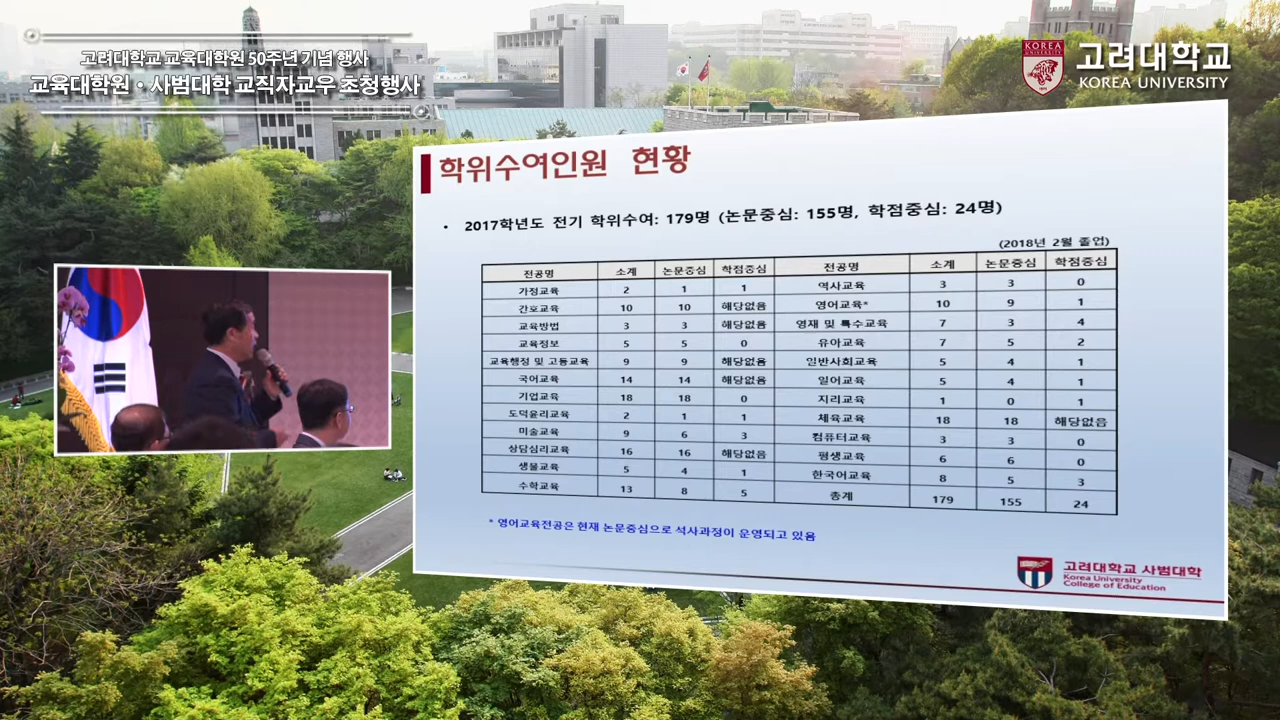 고려대학교 교육대학원 50주년 기념 행사
교육대학원·사범대학 교직자교우 초청행사
KOREA
고려대학교
KOREA UNIVERSITY
학위수여인원 현황
• 2017학년도 전기 학위수여: 179명 (논문중심: 155명, 학점중심: 24명)
(2018년 2월 졸업)
전공명 소계 논문중심 학점중심 전공명 소계 논문중심 학점중심
가정교육 2 1 1 역사교육 3 3 0
간호교육 10 10 해당없음 영어교육* 10 9 1
교육방법 3 3 해당없음 영재 및 특수교육 7 3 4
교육정보 5 5 0 유아교육 7 5 2
교육행정 및 고등교육 9 9 해당없음 일반사회교육 5 4 1
국어교육 14 14 해당없음 일어교육 5 4 1
기업교육 18 18 0 지리교육 1 0 1
도덕윤리교육 2 1 1 체육교육 18 18 해당없음
미술교육 9 6 3 컴퓨터교육 3 3 0
상담심리교육 16 16 해당없음 평생교육 6 6 0
생물교육 5 4 1 한국어교육 8 5 3
수학교육 13 8 5 총계 179 155 24
* 영어교육전공은 현재 논문중심으로 석사과정이 운영되고 있음
고려대학교 사범대학
Korea University
College of Education